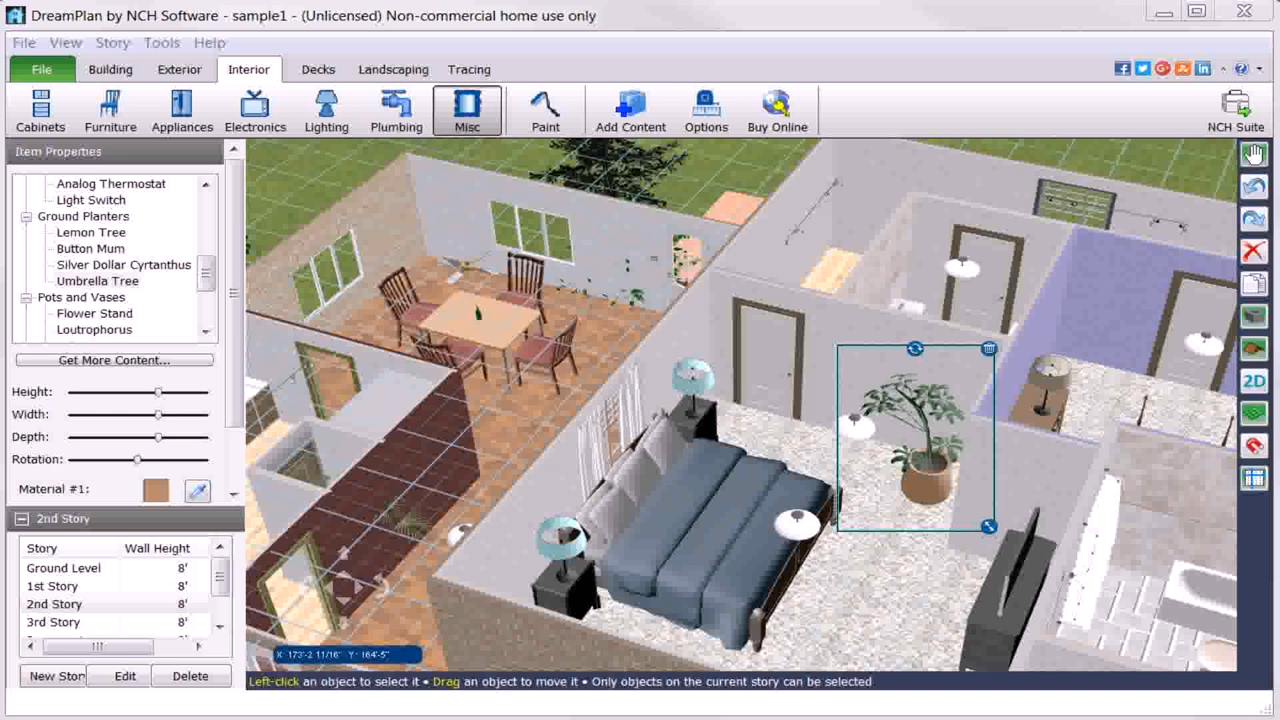 DreamPlan by NCH Software - sample1 - (Unlicensed) Non-commercial home use only
File View Story Tools Help
File Building Exterior Interior Decks Landscaping Tracing
Cabinets Furniture Appliances Electronics Lighting Plumbing Misc Paint Add Content Options Buy Online NCH Suite
Item Properties
Analog Thermostat
Light Switch
Ground Planters
Lemon Tree
Button Mum
Silver Dollar Cyrtanthus
Umbrella Tree
Pots and Vases
Flower Stand
Loutrophorus
Get More Content...
Height:
Width:
Depth:
Rotation:
Material #1:
2nd Story
Story Wall Height
Ground Level 8'
1st Story 8'
2nd Story 8'
3rd Story 8'
New Stor Edit Delete
2D
X: 173'-2 11/16" Y: 164'-5"
Left-click an object to select it • Drag an object to move it • Only objects on the current story can be selected